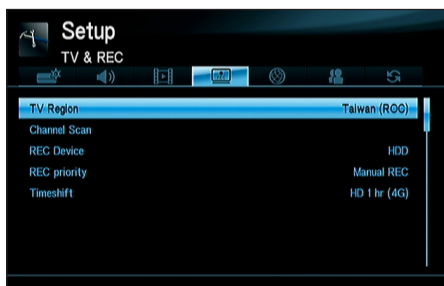 Setup
TV & REC
TV Region Taiwan (ROC)
Channel Scan
REC Device HDD
REC priority Manual REC
Timeshift HD 1 hr (4G)